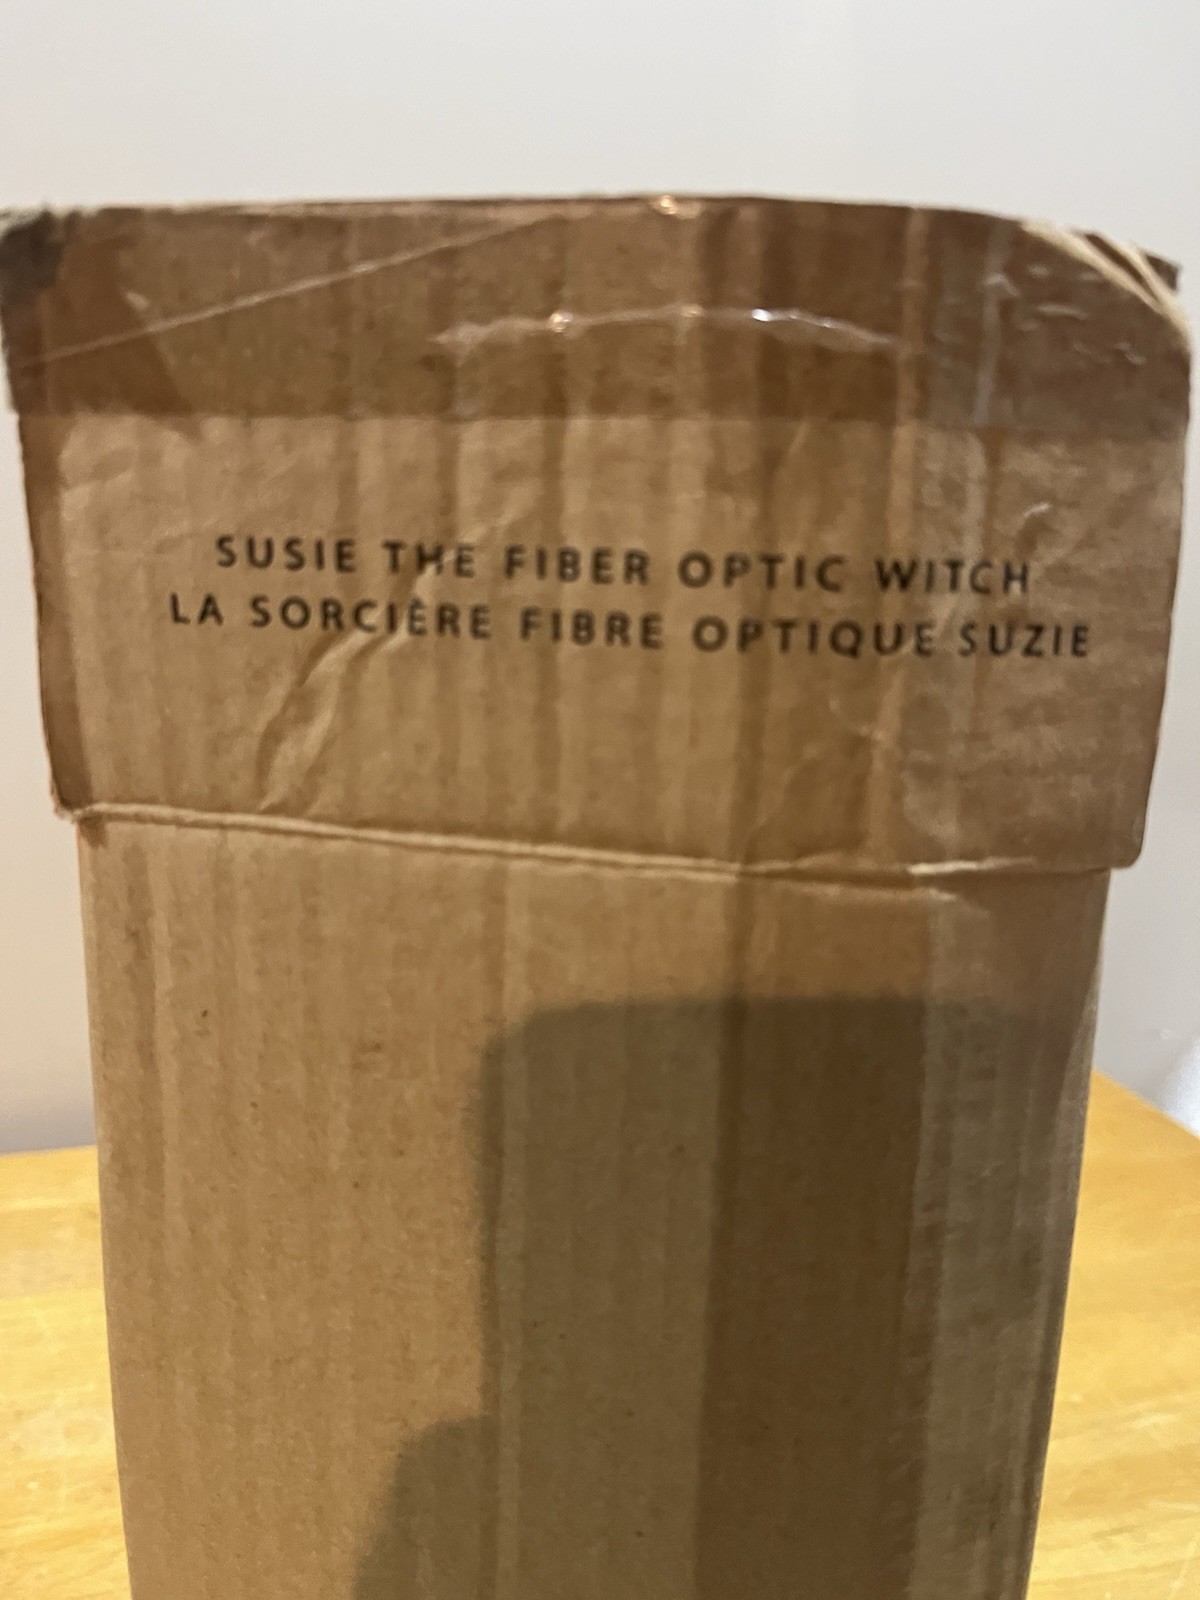 SUSIE THE FIBER OPTIC WITCH
LA SORCIÈRE FIBRE OPTIQUE SUZIE